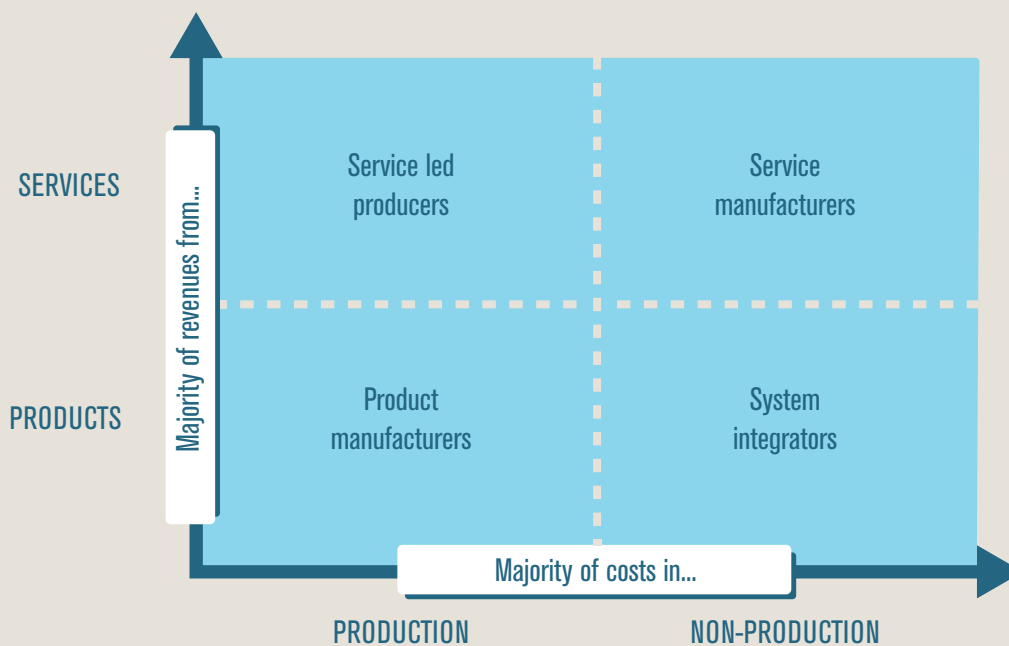 SERVICES
PRODUCTS
Majority of revenues from...
Service led
producers
Service
manufacturers
Product
manufacturers
System
integrators
Majority of costs in...
PRODUCTION
NON-PRODUCTION